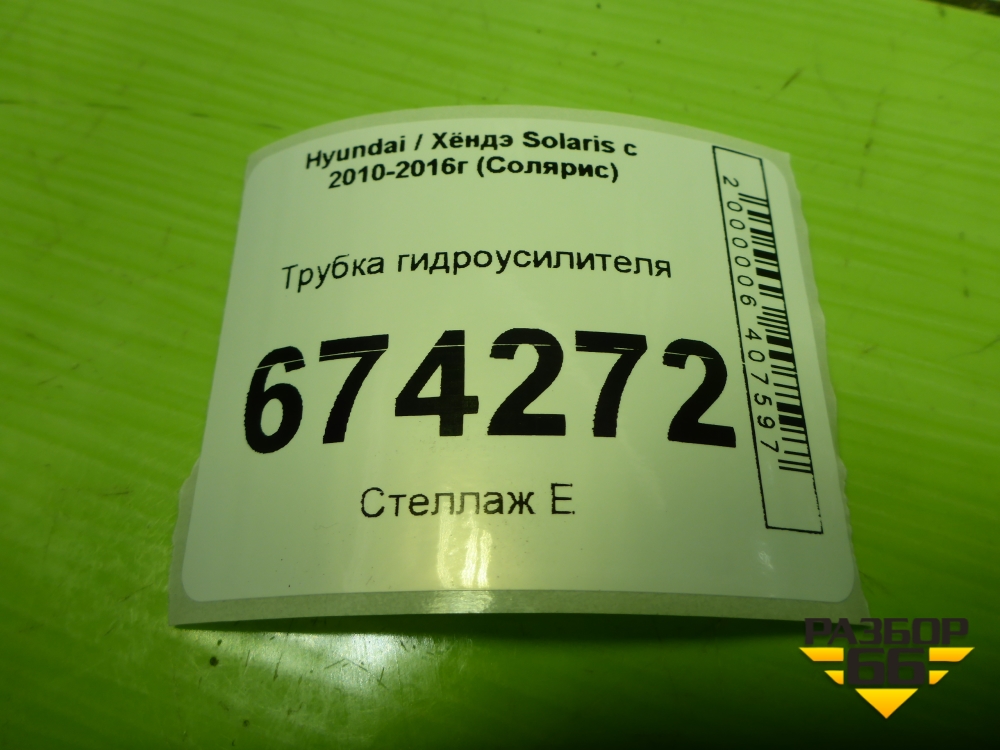 Hyundai / Хёндэ Solaris с
2010-2016г (Солярис)
Трубка гидроусилителя
674272
Стеллаж Е
2000006407597
РАЗБОР
66